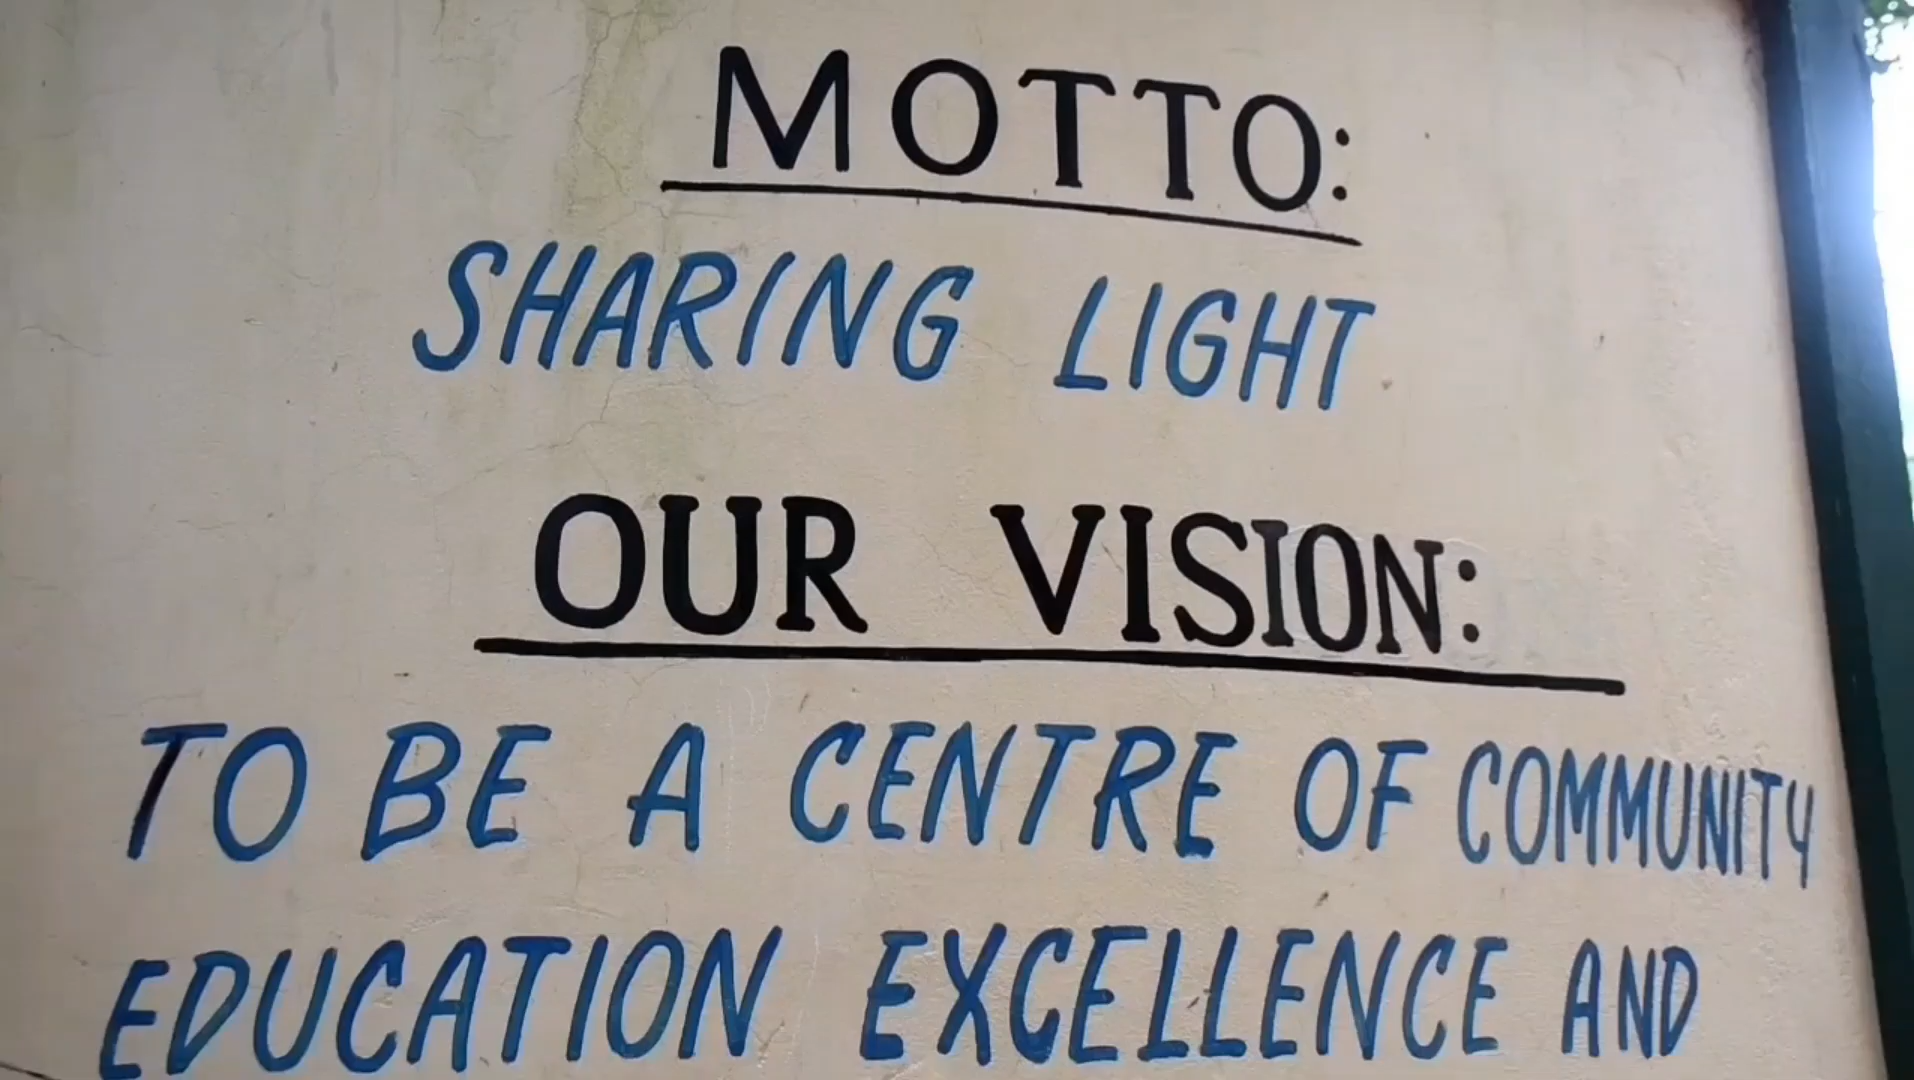 MOTTO:
SHARING LIGHT
OUR VISION:
TO BE A CENTRE OF COMMUNITY
EDUCATION EXCELLENCE AND